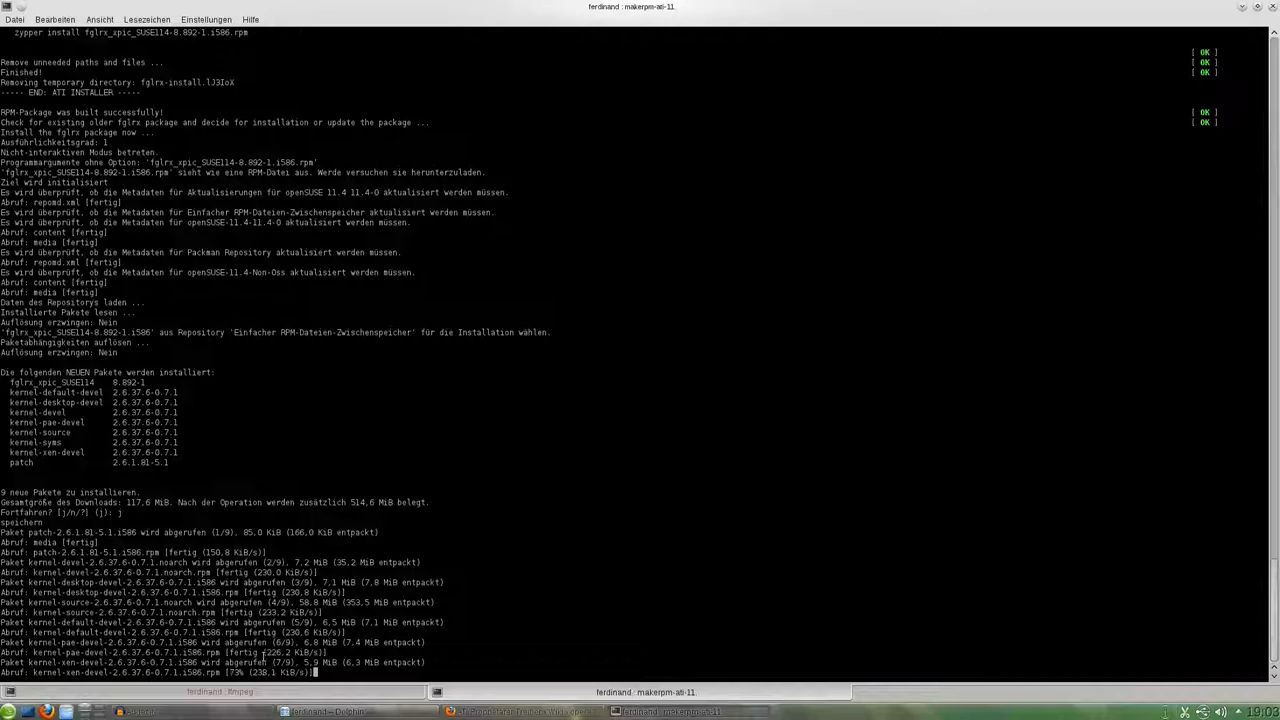 ferdinand : makerpm-ati-11.
Datei Bearbeiten Ansicht Lesezeichen Einstellungen Hilfe
zypper install fglrx_xpic_SUSE114-8.892-1.i586.rpm
[ OK ]
Remove unneeded paths and files ... [ OK ]
Finished! [ OK ]
Removing temporary directory: fglrx-install.lJ3IoX
----- END: ATI INSTALLER -----
RPM-Package was built successfully! [ OK ]
Check for existing older fglrx package and decide for installation or update the package ... [ OK ]
Install the fglrx package now ...
Ausführlichkeitsgrad: 1
Nicht-interaktiven Modus betreten.
Programmargumente ohne Option: 'fglrx_xpic_SUSE114-8.892-1.i586.rpm'
'fglrx_xpic_SUSE114-8.892-1.i586.rpm' sieht wie eine RPM-Datei aus. Werde versuchen sie herunterzuladen.
Ziel wird initialisiert
Es wird überprüft, ob die Metadaten für Aktualisierungen für openSUSE 11.4 11.4-0 aktualisiert werden müssen.
Abruf: repomd.xml [fertig]
Es wird überprüft, ob die Metadaten für Einfacher RPM-Dateien-Zwischenspeicher aktualisiert werden müssen.
Es wird überprüft, ob die Metadaten für openSUSE-11.4-11.4-0 aktualisiert werden müssen.
Abruf: content [fertig]
Abruf: media [fertig]
Es wird überprüft, ob die Metadaten für Packman Repository aktualisiert werden müssen.
Abruf: repomd.xml [fertig]
Es wird überprüft, ob die Metadaten für openSUSE-11.4-Non-Oss aktualisiert werden müssen.
Abruf: content [fertig]
Abruf: media [fertig]
Daten des Repositorys laden ...
Installierte Pakete lesen ...
Auflösung erzwingen: Nein
'fglrx_xpic_SUSE114-8.892-1.i586' aus Repository 'Einfacher RPM-Dateien-Zwischenspeicher' für die Installation wählen.
Paketabhängigkeiten auflösen ...
Auflösung erzwingen: Nein
Die folgenden NEUEN Pakete werden installiert:
fglrx_xpic_SUSE114 8.892-1
kernel-default-devel 2.6.37.6-0.7.1
kernel-desktop-devel 2.6.37.6-0.7.1
kernel-devel 2.6.37.6-0.7.1
kernel-pae-devel 2.6.37.6-0.7.1
kernel-source 2.6.37.6-0.7.1
kernel-syms 2.6.37.6-0.7.1
kernel-xen-devel 2.6.37.6-0.7.1
patch 2.6.1.81-5.1
9 neue Pakete zu installieren.
Gesamtgröße des Downloads: 117,6 MiB. Nach der Operation werden zusätzlich 514,6 MiB belegt.
Fortfahren? [j/n/?] (j): j
speichern
Paket patch-2.6.1.81-5.1.i586 wird abgerufen (1/9), 85,0 KiB (166,0 KiB entpackt)
Abruf: media [fertig]
Abruf: patch-2.6.1.81-5.1.i586.rpm [fertig (150,8 KiB/s)]
Paket kernel-devel-2.6.37.6-0.7.1.noarch wird abgerufen (2/9), 7,2 MiB (35,2 MiB entpackt)
Abruf: kernel-devel-2.6.37.6-0.7.1.noarch.rpm [fertig (230,0 KiB/s)]
Paket kernel-desktop-devel-2.6.37.6-0.7.1.i586 wird abgerufen (3/9), 7,1 MiB (7,8 MiB entpackt)
Abruf: kernel-desktop-devel-2.6.37.6-0.7.1.i586.rpm [fertig (230,8 KiB/s)]
Paket kernel-source-2.6.37.6-0.7.1.noarch wird abgerufen (4/9), 58,8 MiB (353,5 MiB entpackt)
Abruf: kernel-source-2.6.37.6-0.7.1.noarch.rpm [fertig (233,2 KiB/s)]
Paket kernel-default-devel-2.6.37.6-0.7.1.i586 wird abgerufen (5/9), 6,5 MiB (7,1 MiB entpackt)
Abruf: kernel-default-devel-2.6.37.6-0.7.1.i586.rpm [fertig (230,6 KiB/s)]
Paket kernel-pae-devel-2.6.37.6-0.7.1.i586 wird abgerufen (6/9), 6,8 MiB (7,4 MiB entpackt)
Abruf: kernel-pae-devel-2.6.37.6-0.7.1.i586.rpm [fertig (226,2 KiB/s)]
Paket kernel-xen-devel-2.6.37.6-0.7.1.i586 wird abgerufen (7/9), 5,9 MiB (6,3 MiB entpackt)
Abruf: kernel-xen-devel-2.6.37.6-0.7.1.i586.rpm [73% (238,1 KiB/s)]
ferdinand : ffmpeg ferdinand : makerpm-ati-11.
ferdinand – Dolphin ferdinand : makerpm-ati-11. 19:03